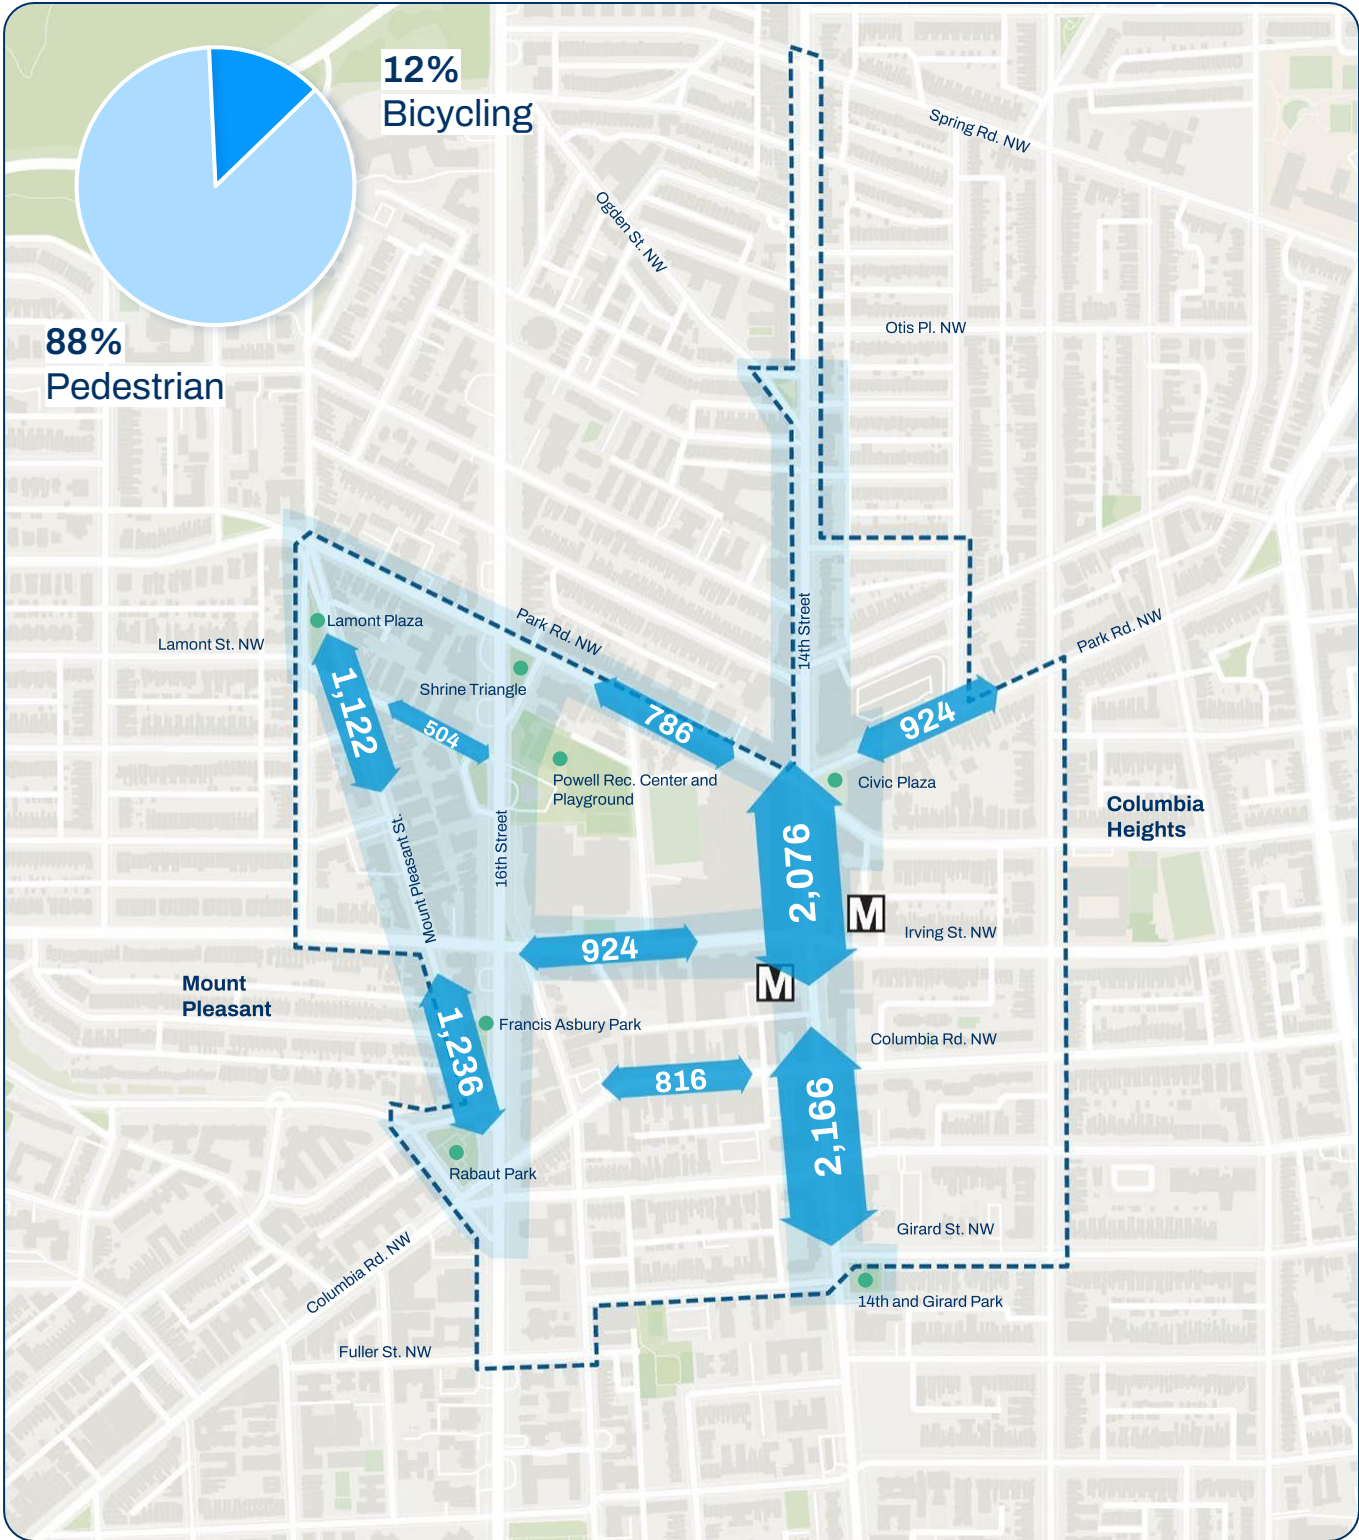 12%
Bicycling
Spring Rd. NW
Ogden St. NW
Otis Pl. NW
88%
Pedestrian
14th Street
Park Rd. NW
Park Rd. NW
Lamont Plaza
Lamont St. NW
Shrine Triangle
1,122
504
786
924
Powell Rec. Center and
Playground
Civic Plaza
Columbia
Heights
Mount Pleasant St.
16th Street
2,076
M
Irving St. NW
924
M
Mount
Pleasant
1,236
Francis Asbury Park
Columbia Rd. NW
816
2,166
Rabaut Park
Girard St. NW
Columbia Rd. NW
14th and Girard Park
Fuller St. NW